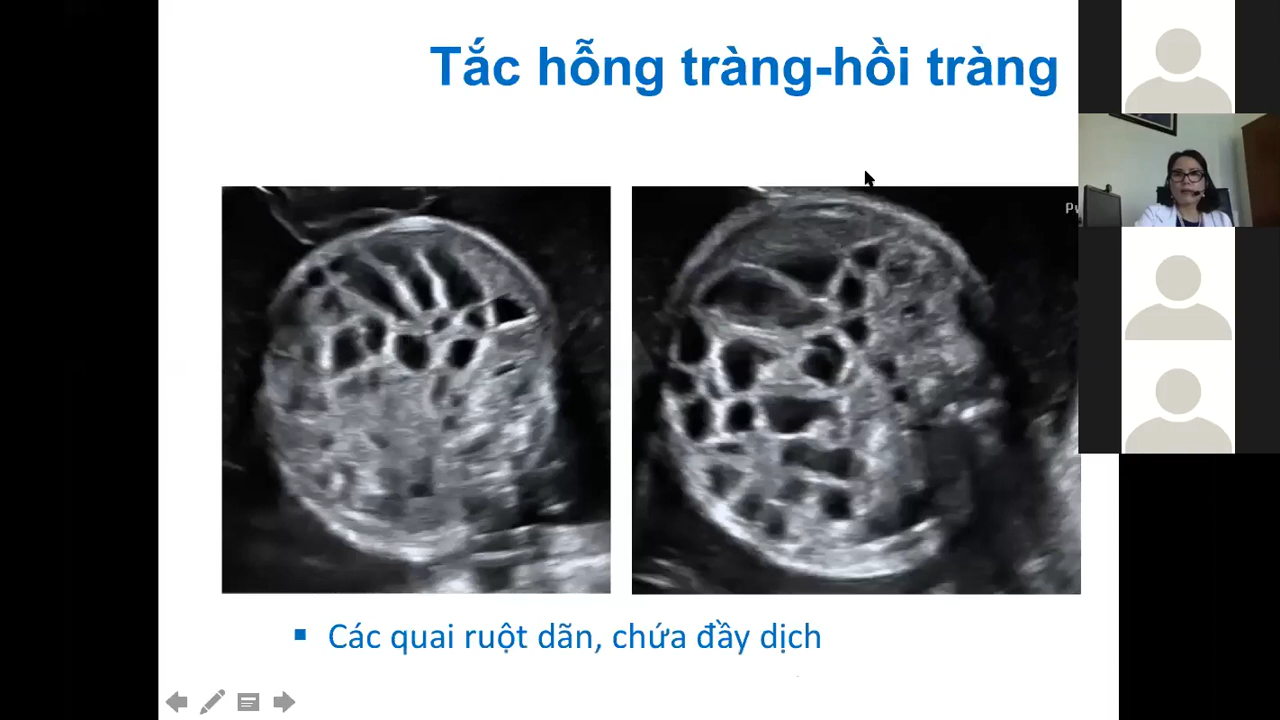 Tắc hỗng tràng-hồi tràng
▪ Các quai ruột dãn, chứa đầy dịch